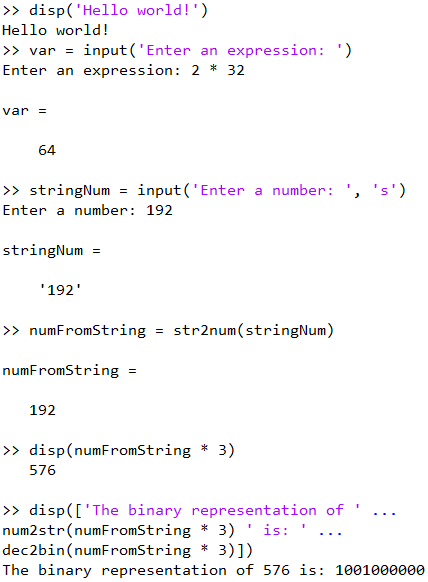 >> disp('Hello world!')
Hello world!
>> var = input('Enter an expression: ')
Enter an expression: 2 * 32
var =
64
>> stringNum = input('Enter a number: ', 's')
Enter a number: 192
stringNum =
'192'
>> numFromString = str2num(stringNum)
numFromString =
192
>> disp(numFromString * 3)
576
>> disp(['The binary representation of ' ...
num2str(numFromString * 3) ' is: ' ...
dec2bin(numFromString * 3)])
The binary representation of 576 is: 1001000000